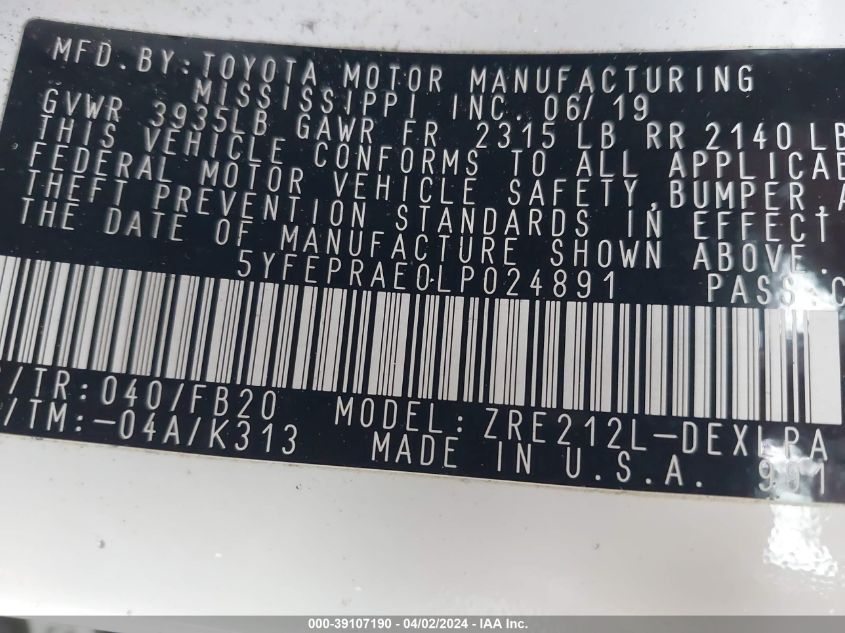 MFD.BY:TOYOTA MOTOR MANUFACTURING
MISSISSIPPI INC. 06/19
GVWR 3935LB GAWR FR 2315 LB RR 2140 LB
THIS VEHICLE CONFORMS TO ALL APPLICAB
FEDERAL MOTOR VEHICLE SAFETY,BUMPER,A
THEFT PREVENTION STANDARDS IN EFFECT
THE DATE OF MANUFACTURE SHOWN ABOVE.
5YFEPRAE0LP024891 PASS.C
/TR:040/FB20 MODEL:ZRE212L-DEXLPA
/TM:-04A/K313 MADE IN U.S.A. 991
000-39107190 - 04/02/2024 - IAA Inc.